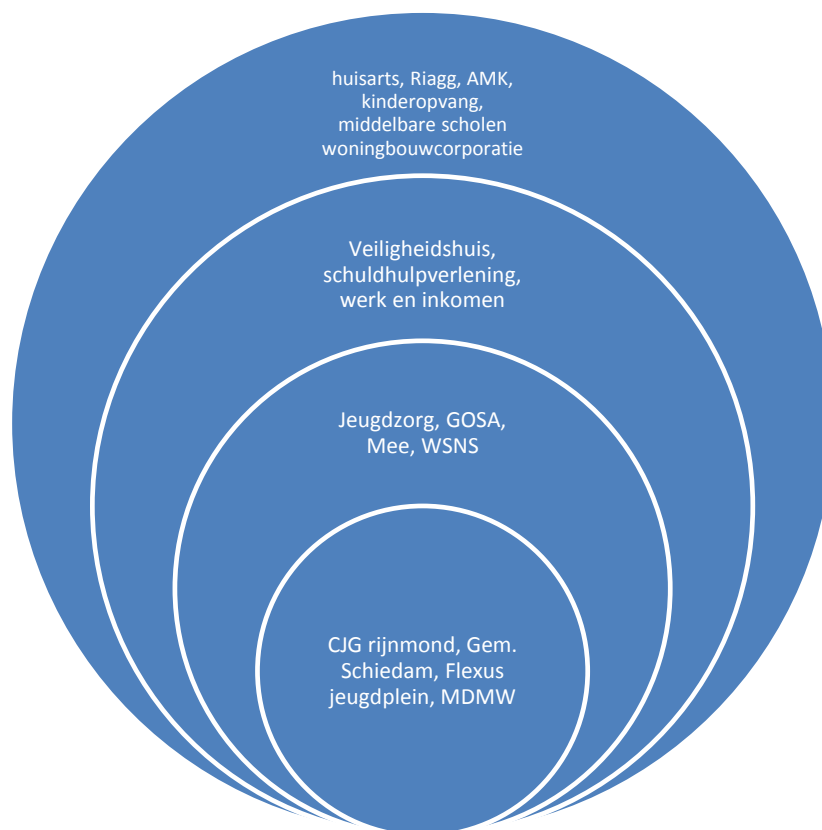 huisarts, Riagg, AMK,
kinderopvang,
middelbare scholen
woningbouwcorporatie
Veiligheidshuis,
schuldhulpverlening,
werk en inkomen
Jeugdzorg, GOSA,
Mee, WSNS
CJG rijnmond, Gem.
Schiedam, Flexus
jeugdplein, MDMW